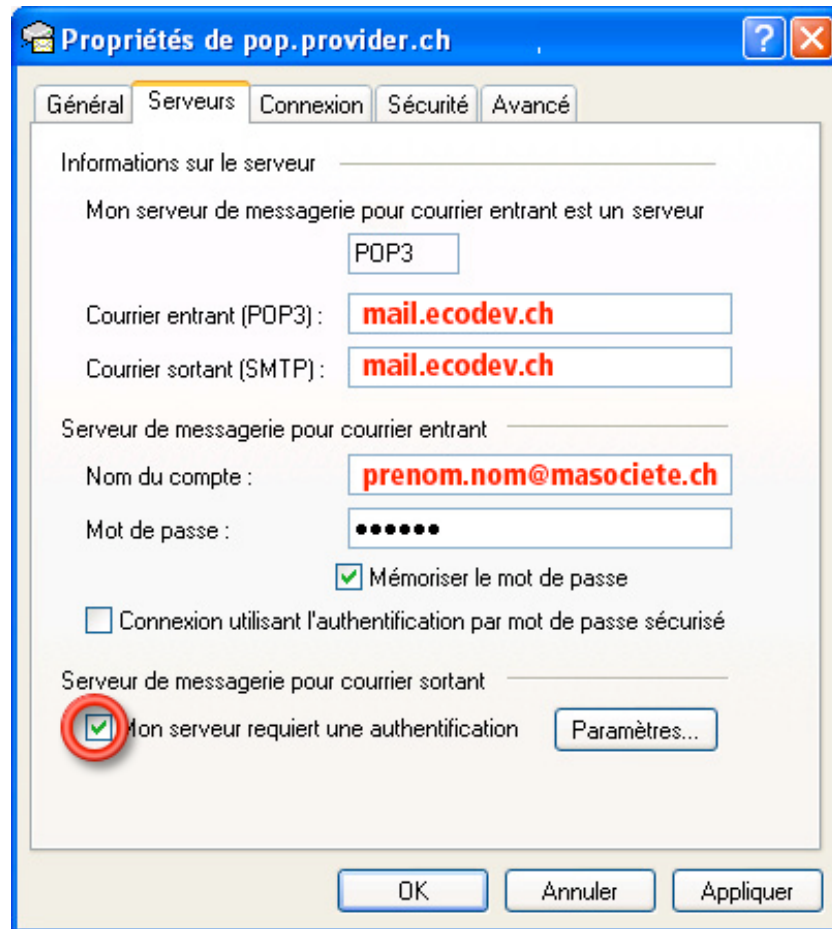 Propriétés de pop.provider.ch
Général Serveurs Connexion Sécurité Avancé
Informations sur le serveur
Mon serveur de messagerie pour courrier entrant est un serveur
POP3
Courrier entrant (POP3) : mail.ecodev.ch
Courrier sortant (SMTP) : mail.ecodev.ch
Serveur de messagerie pour courrier entrant
Nom du compte : prenom.nom@masociete.ch
Mot de passe : ••••••
Mémoriser le mot de passe
Connexion utilisant l'authentification par mot de passe sécurisé
Serveur de messagerie pour courrier sortant
Mon serveur requiert une authentification Paramètres...
OK Annuler Appliquer